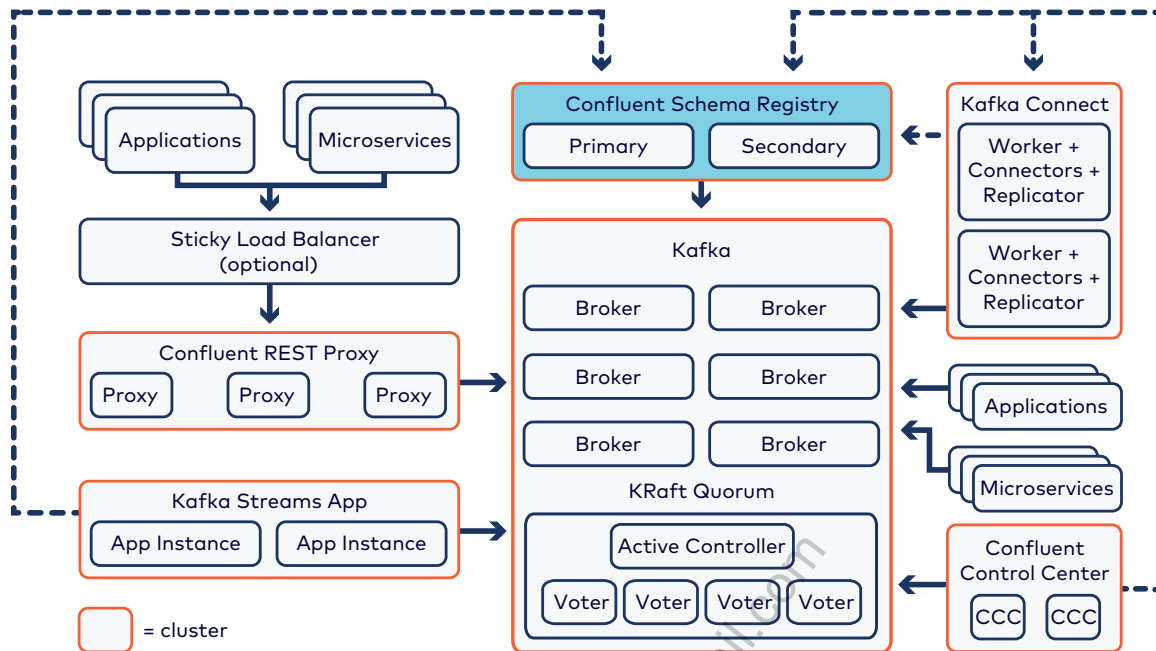 Applications
Microservices
Sticky Load Balancer
(optional)
Confluent REST Proxy
Proxy
Proxy
Proxy
Kafka Streams App
App Instance
App Instance
= cluster
Confluent Schema Registry
Primary
Secondary
Kafka
Broker
Broker
Broker
Broker
Broker
Broker
KRaft Quorum
Active Controller
Voter
Voter
Voter
Voter
Kafka Connect
Worker +
Connectors +
Replicator
Worker +
Connectors +
Replicator
Applications
Microservices
Confluent
Control Center
CCC
CCC